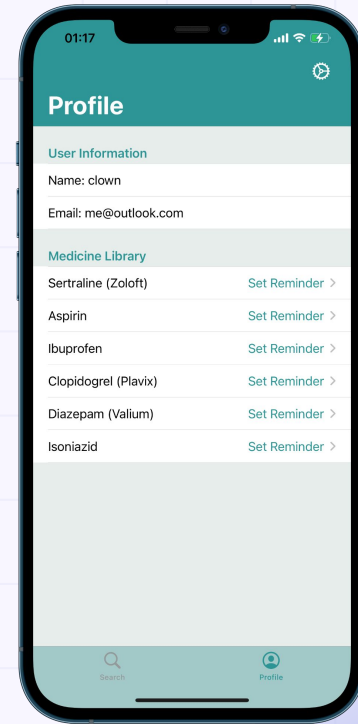 01:17
Profile
User Information
Name: clown
Email: me@outlook.com
Medicine Library
Sertraline (Zoloft) Set Reminder >
Aspirin Set Reminder >
Ibuprofen Set Reminder >
Clopidogrel (Plavix) Set Reminder >
Diazepam (Valium) Set Reminder >
Isoniazid Set Reminder >
Search Profile